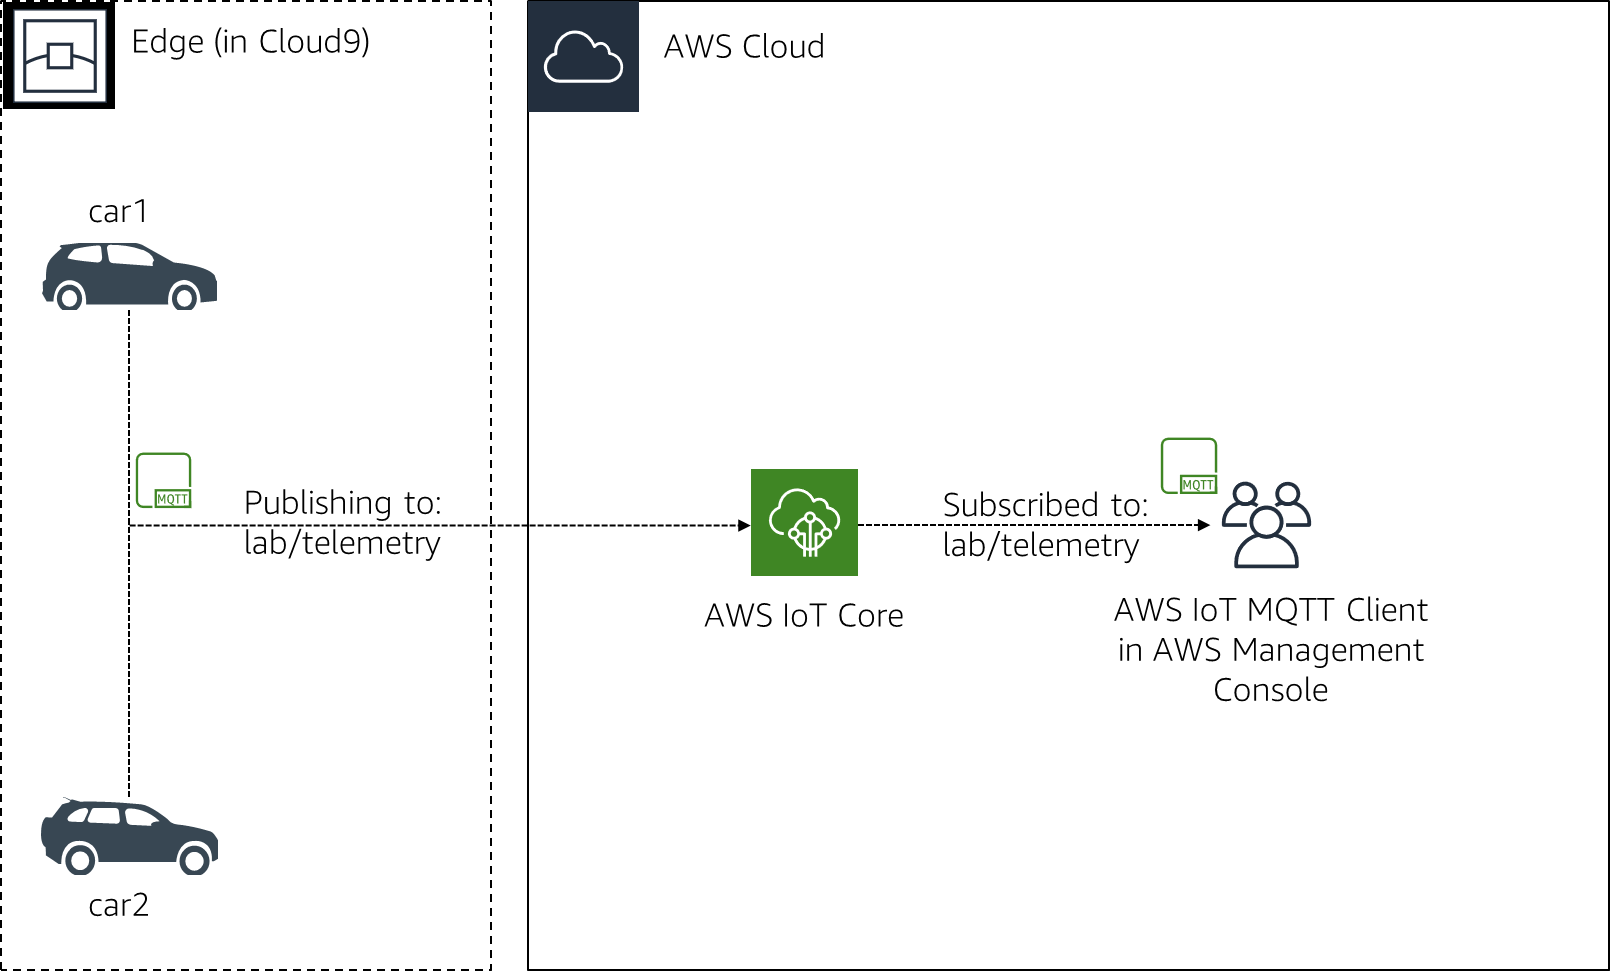 Edge (in Cloud9)
AWS Cloud
car1
MQTT
Publishing to:
lab/telemetry
MQTT
Subscribed to:
lab/telemetry
AWS IoT Core
AWS IoT MQTT Client
in AWS Management
Console
car2